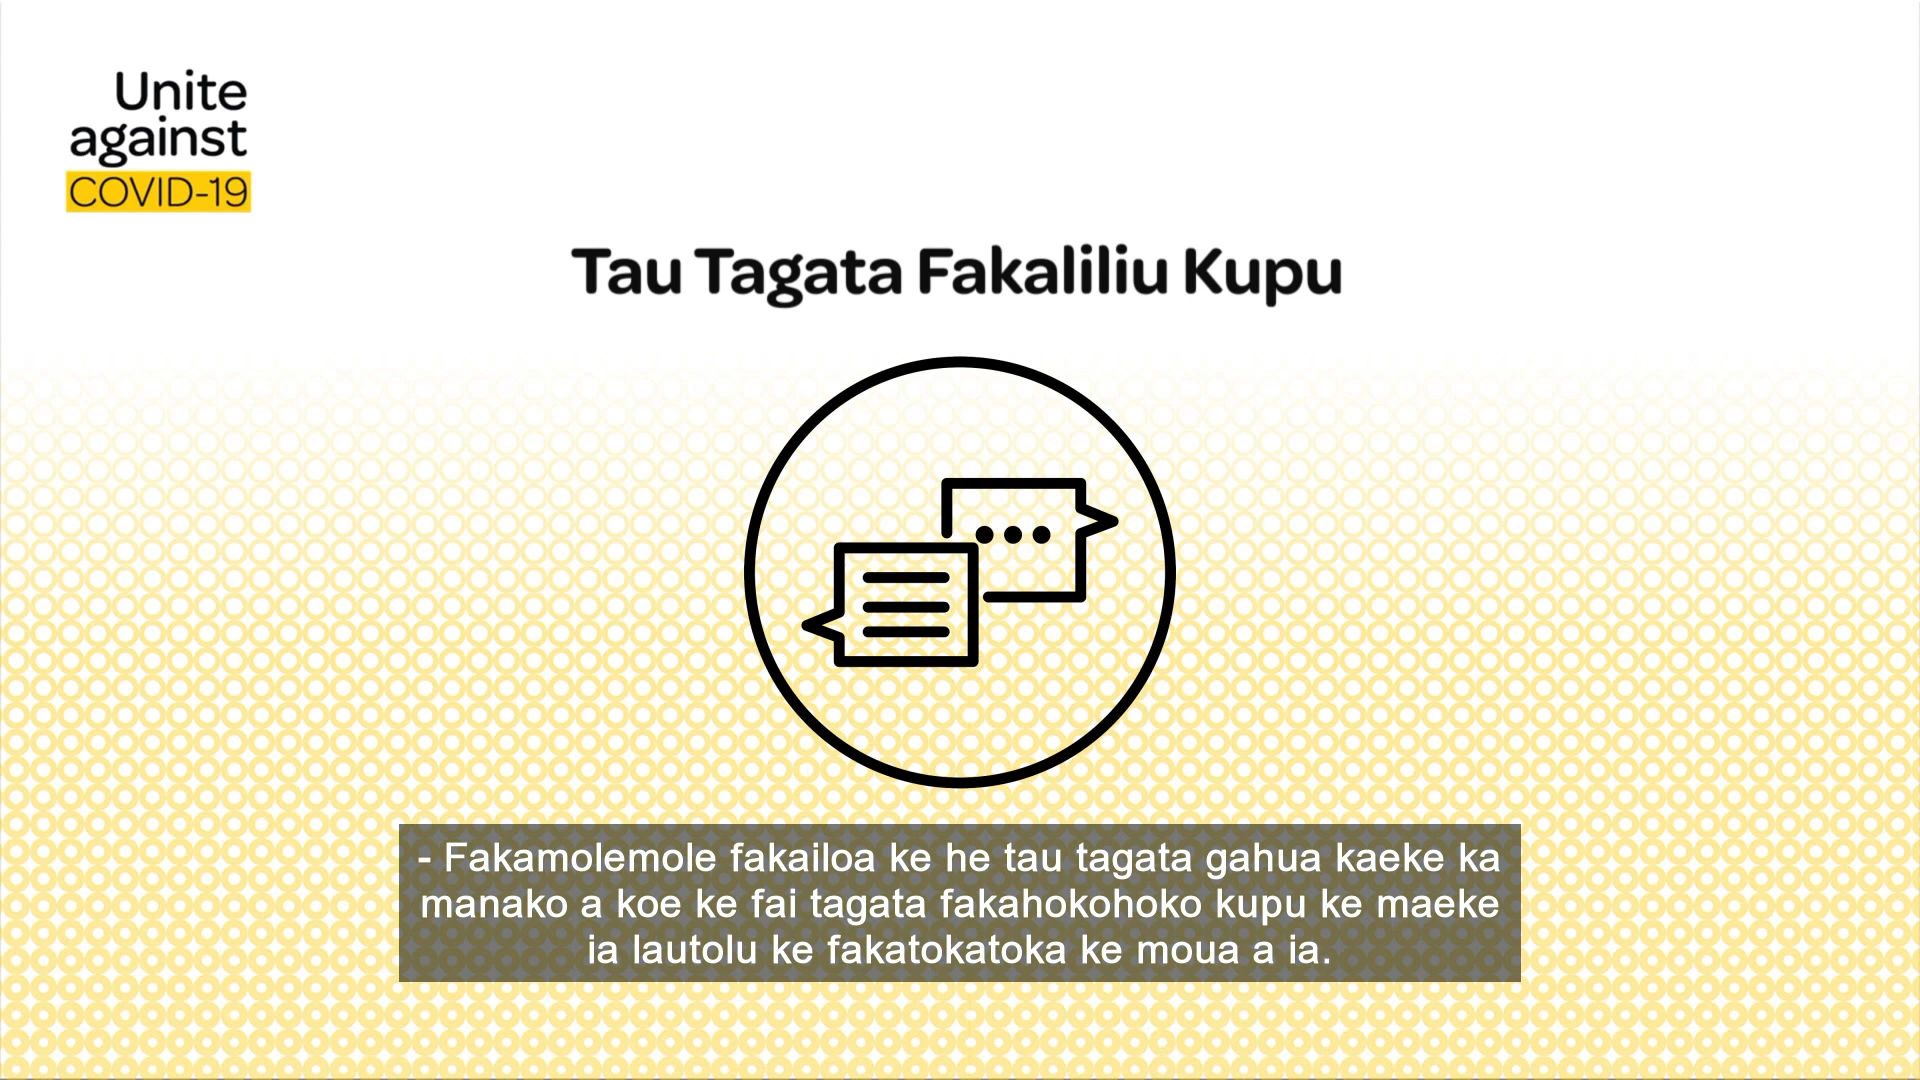 Unite
against
COVID-19
Tau Tagata Fakaliliu Kupu
- Fakamolemole fakailoa ke he tau tagata gahua kaeke ka
manako a koe ke fai tagata fakahokohoko kupu ke maeke
ia lautolu ke fakatokatoka ke moua a ia.